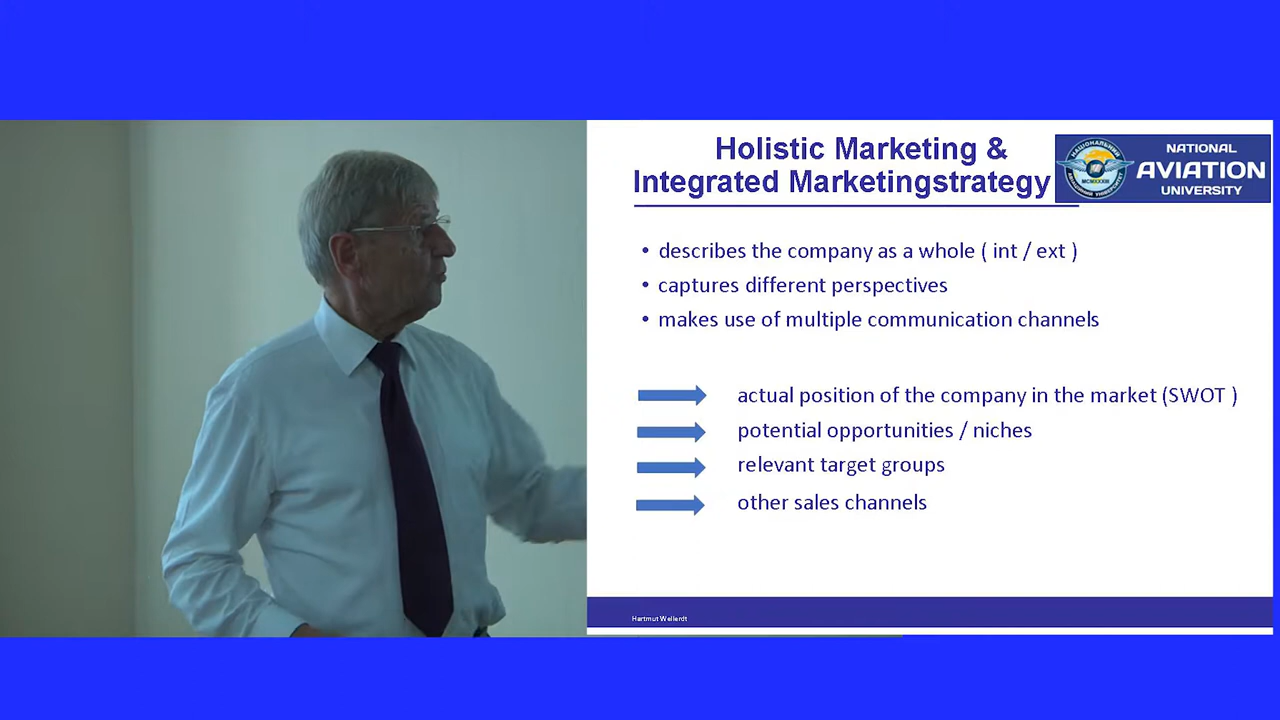 Holistic Marketing &
Integrated Marketingstrategy
NATIONAL
AVIATION
UNIVERSITY
• describes the company as a whole ( int / ext )
• captures different perspectives
• makes use of multiple communication channels
actual position of the company in the market (SWOT )
potential opportunities / niches
relevant target groups
other sales channels
Hartmut Wellerdt